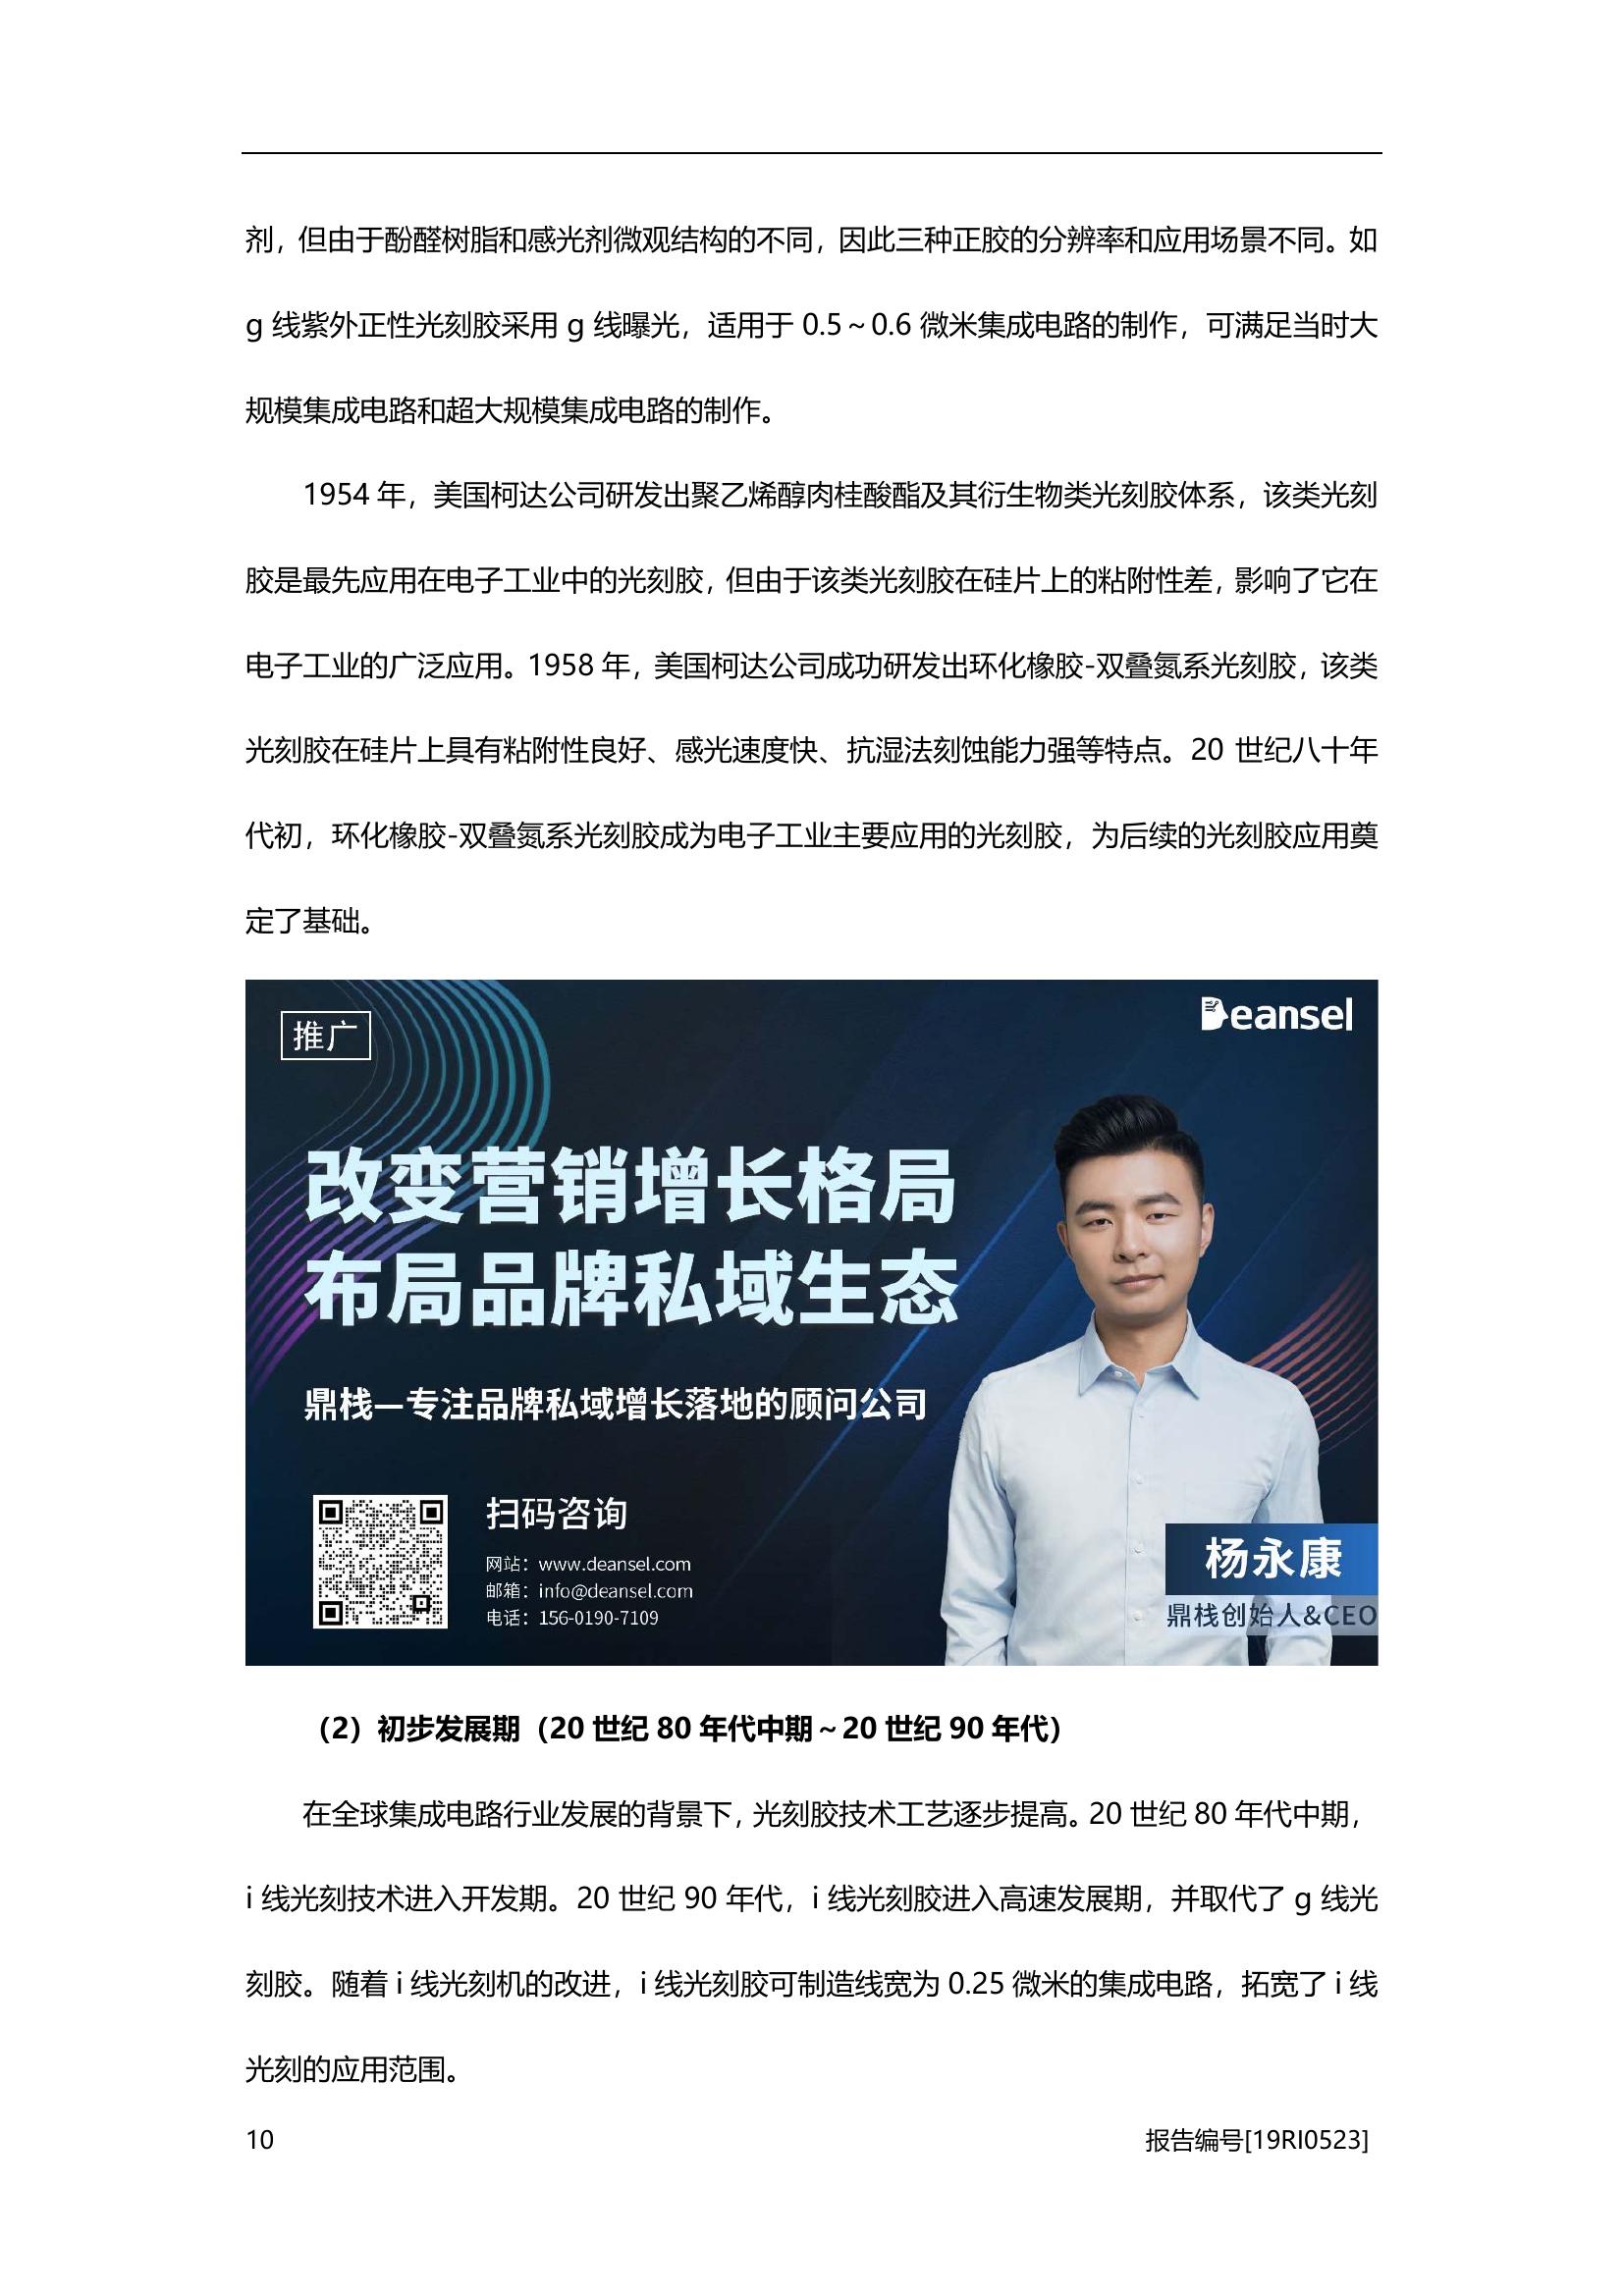 剂，但由于酚醛树脂和感光剂微观结构的不同，因此三种正胶的分辨率和应用场景不同。如
g 线紫外正性光刻胶采用 g 线曝光，适用于 0.5～0.6 微米集成电路的制作，可满足当时大
规模集成电路和超大规模集成电路的制作。
1954 年，美国柯达公司研发出聚乙烯醇肉桂酸酯及其衍生物类光刻胶体系，该类光刻
胶是最先应用在电子工业中的光刻胶，但由于该类光刻胶在硅片上的粘附性差，影响了它在
电子工业的广泛应用。1958 年，美国柯达公司成功研发出环化橡胶-双叠氮系光刻胶，该类
光刻胶在硅片上具有粘附性良好、感光速度快、抗湿法刻蚀能力强等特点。20 世纪八十年
代初，环化橡胶-双叠氮系光刻胶成为电子工业主要应用的光刻胶，为后续的光刻胶应用奠
定了基础。
推广
Deansel
改变营销增长格局
布局品牌私域生态
鼎栈—专注品牌私域增长落地的顾问公司
扫码咨询
网站：www.deansel.com
邮箱：info@deansel.com
电话：156-0190-7109
杨永康
鼎栈创始人&CEO
（2）初步发展期（20 世纪 80 年代中期～20 世纪 90 年代）
在全球集成电路行业发展的背景下，光刻胶技术工艺逐步提高。20 世纪 80 年代中期，
i 线光刻技术进入开发期。20 世纪 90 年代，i 线光刻胶进入高速发展期，并取代了 g 线光
刻胶。随着 i 线光刻机的改进，i 线光刻胶可制造线宽为 0.25 微米的集成电路，拓宽了 i 线
光刻的应用范围。
10
报告编号[19RI0523]